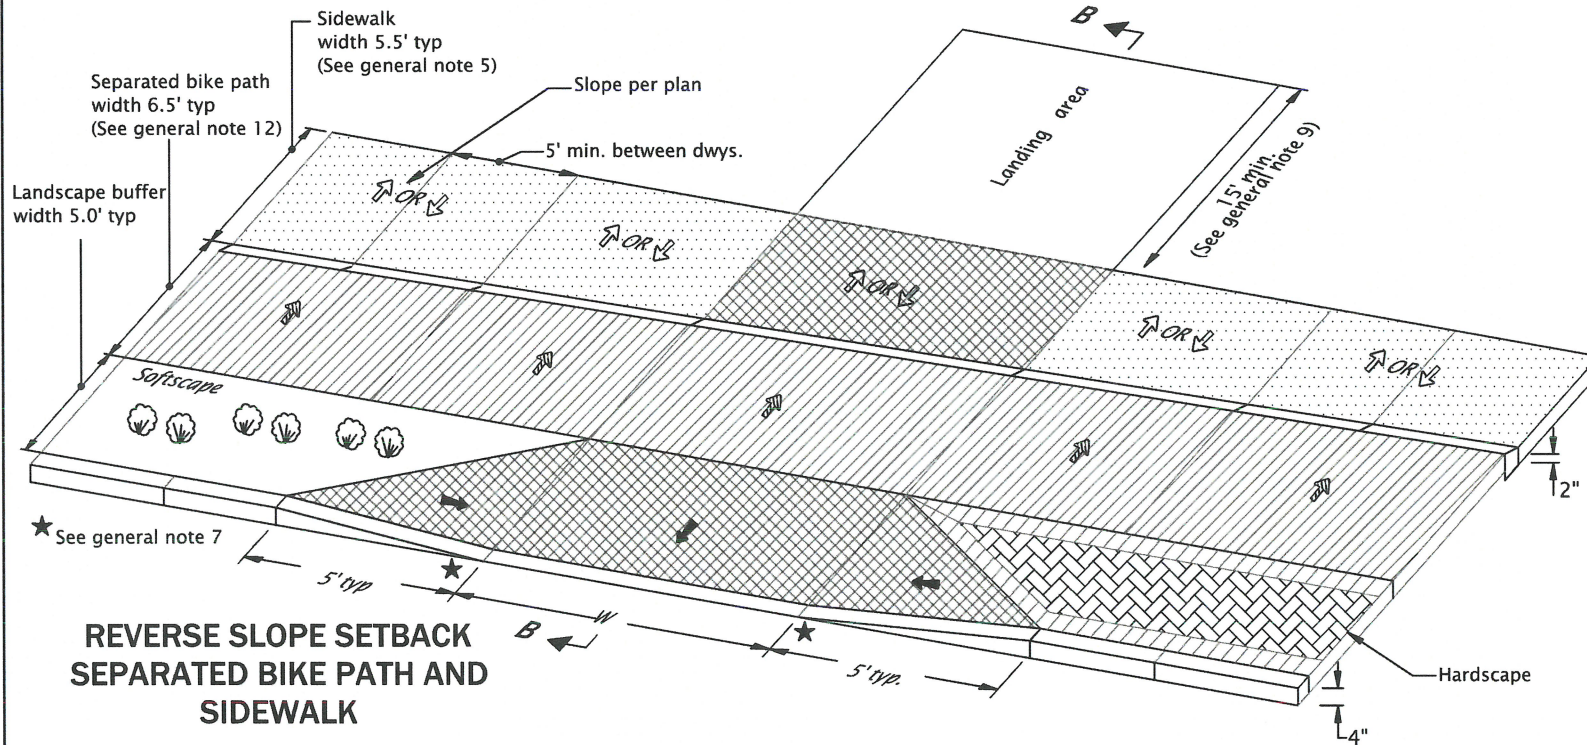 B
Sidewalk
width 5.5' typ
(See general note 5)
Separated bike path
width 6.5' typ
(See general note 12)
Slope per plan
5' min. between dwys.
Landing area
15' min.
(See general note 9)
Landscape buffer
width 5.0' typ
OR
OR
OR
OR
OR
Softscape
2"
★ See general note 7
★
5' typ
W
★
B
5' typ.
Hardscape
4"
REVERSE SLOPE SETBACK
SEPARATED BIKE PATH AND
SIDEWALK